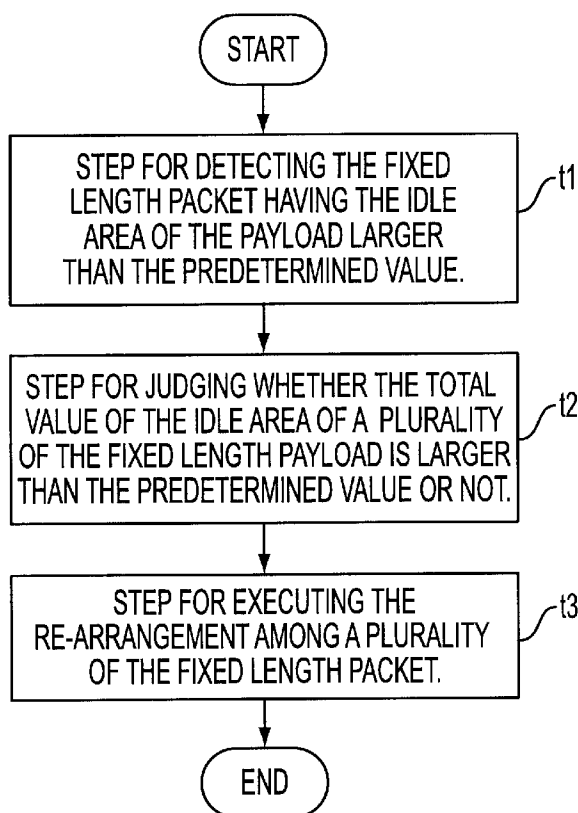 START
STEP FOR DETECTING THE FIXED
LENGTH PACKET HAVING THE IDLE
AREA OF THE PAYLOAD LARGER
THAN THE PREDETERMINED VALUE.
t1
STEP FOR JUDGING WHETHER THE TOTAL
VALUE OF THE IDLE AREA OF A PLURALITY
OF THE FIXED LENGTH PAYLOAD IS LARGER
THAN THE PREDETERMINED VALUE OR NOT.
t2
STEP FOR EXECUTING THE
RE-ARRANGEMENT AMONG A PLURALITY
OF THE FIXED LENGTH PACKET.
t3
END